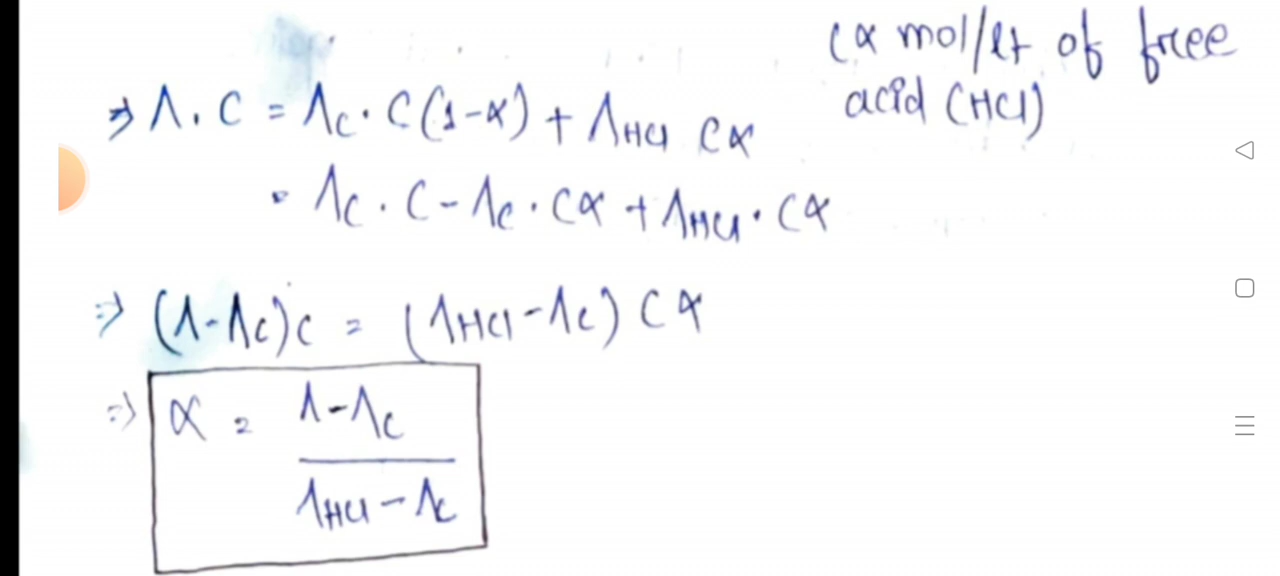 Cα mol/lt of free
acid (HCl)
⇒ Λ.C = Λc.C(1-α) + ΛHCl Cα
= Λc.C - Λc.Cα + ΛHCl.Cα
⇒ (Λ-Λc)C = (ΛHCl-Λc) Cα
⇒ α = Λ-Λc
ΛHCl - Λc